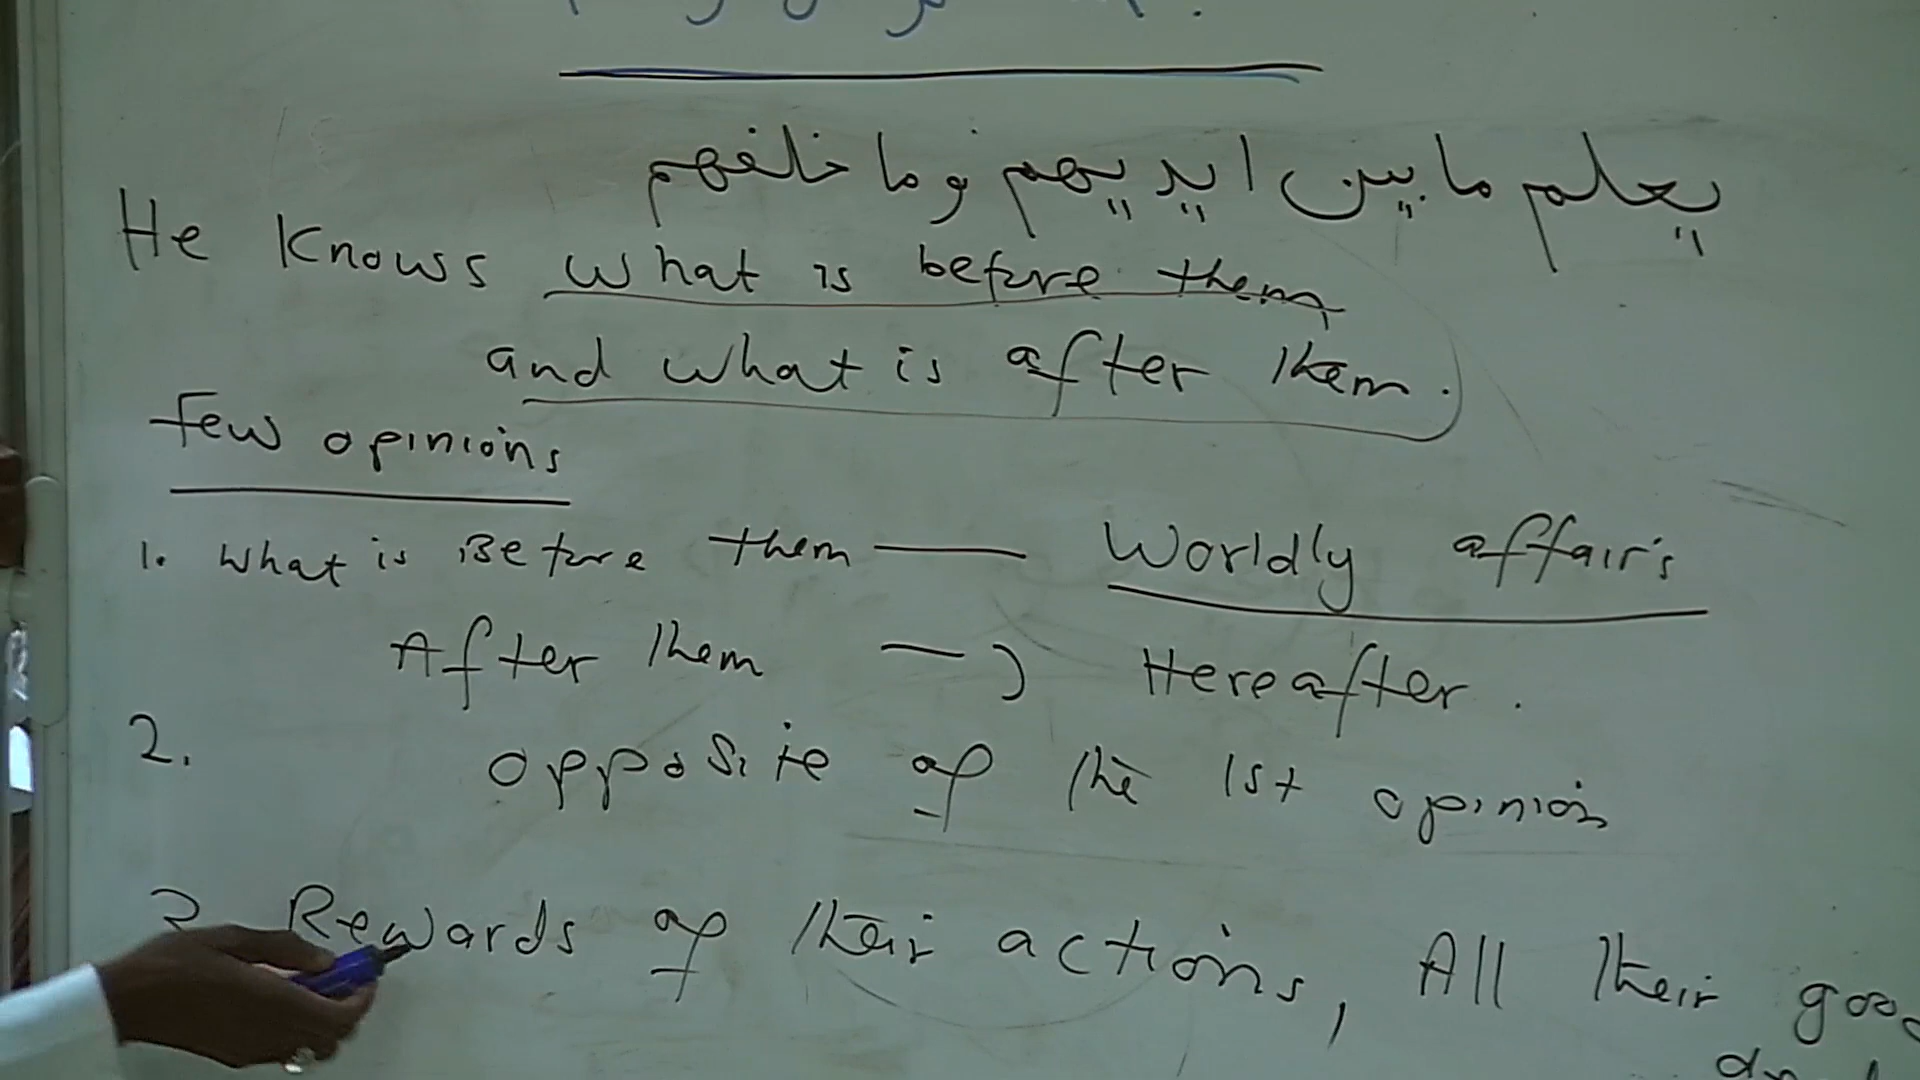 يعلم ما بين ايديهم وما خلفهم
He Knows what is before them
and what is after them.
Few opinions
1. What is Before them — Worldly affairs
After them → Hereafter.
2. opposite of the 1st opinion
3 Rewards of their actions, All their